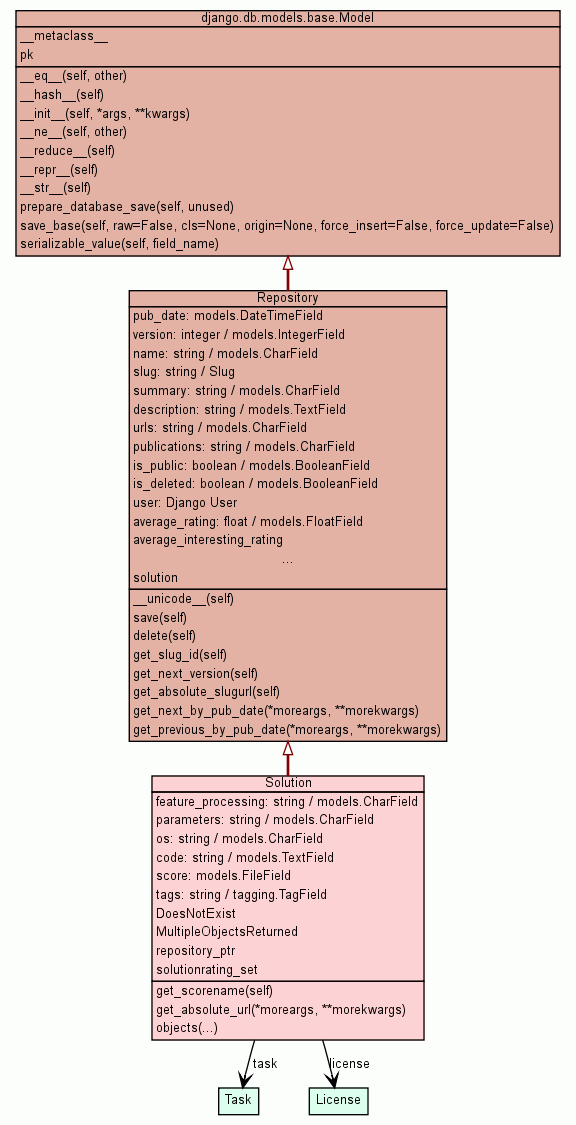 django.db.models.base.Model
__metaclass__
pk
__eq__(self, other)
__hash__(self)
__init__(self, *args, **kwargs)
__ne__(self, other)
__reduce__(self)
__repr__(self)
__str__(self)
prepare_database_save(self, unused)
save_base(self, raw=False, cls=None, origin=None, force_insert=False, force_update=False)
serializable_value(self, field_name)
Repository
pub_date: models.DateTimeField
version: integer / models.IntegerField
name: string / models.CharField
slug: string / Slug
summary: string / models.CharField
description: string / models.TextField
urls: string / models.CharField
publications: string / models.CharField
is_public: boolean / models.BooleanField
is_deleted: boolean / models.BooleanField
user: Django User
average_rating: float / models.FloatField
average_interesting_rating
...
solution
__unicode__(self)
save(self)
delete(self)
get_slug_id(self)
get_next_version(self)
get_absolute_slugurl(self)
get_next_by_pub_date(*moreargs, **morekwargs)
get_previous_by_pub_date(*moreargs, **morekwargs)
Solution
feature_processing: string / models.CharField
parameters: string / models.CharField
os: string / models.CharField
code: string / models.TextField
score: models.FileField
tags: string / tagging.TagField
DoesNotExist
MultipleObjectsReturned
repository_ptr
solutionrating_set
get_scorename(self)
get_absolute_url(*moreargs, **morekwargs)
objects(...)
task
license
Task
License